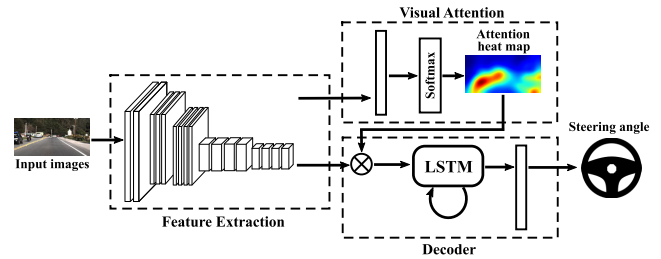 Visual Attention
Attention
heat map
Softmax
Input images
Feature Extraction
LSTM
Decoder
Steering angle